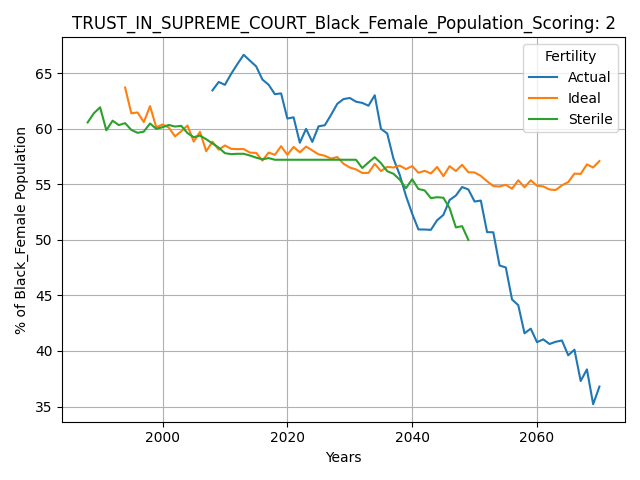 TRUST_IN_SUPREME_COURT_Black_Female_Population_Scoring: 2
% of Black_Female Population
65
60
55
50
45
40
35
2000
2020
2040
2060
Years
Fertility
Actual
Ideal
Sterile